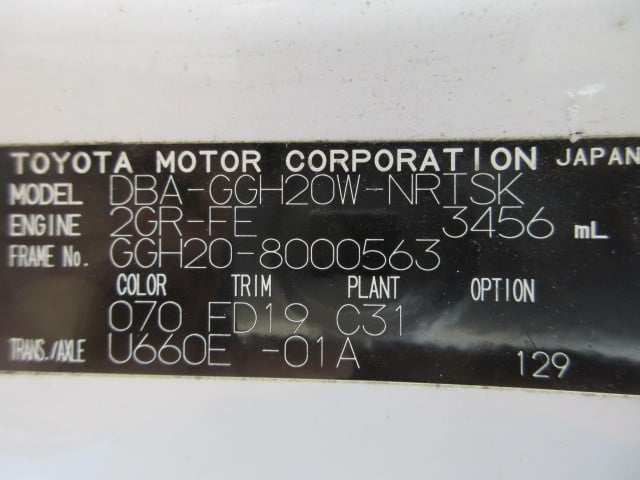 TOYOTA MOTOR CORPORATION JAPAN
MODEL DBA-GGH20W-NRTSK
ENGINE 2GR-FE 3456 mL
FRAME No. GGH20-8000563
COLOR TRIM PLANT OPTION
070 FD19 C31
TRANS./AXLE U660E -01A 129